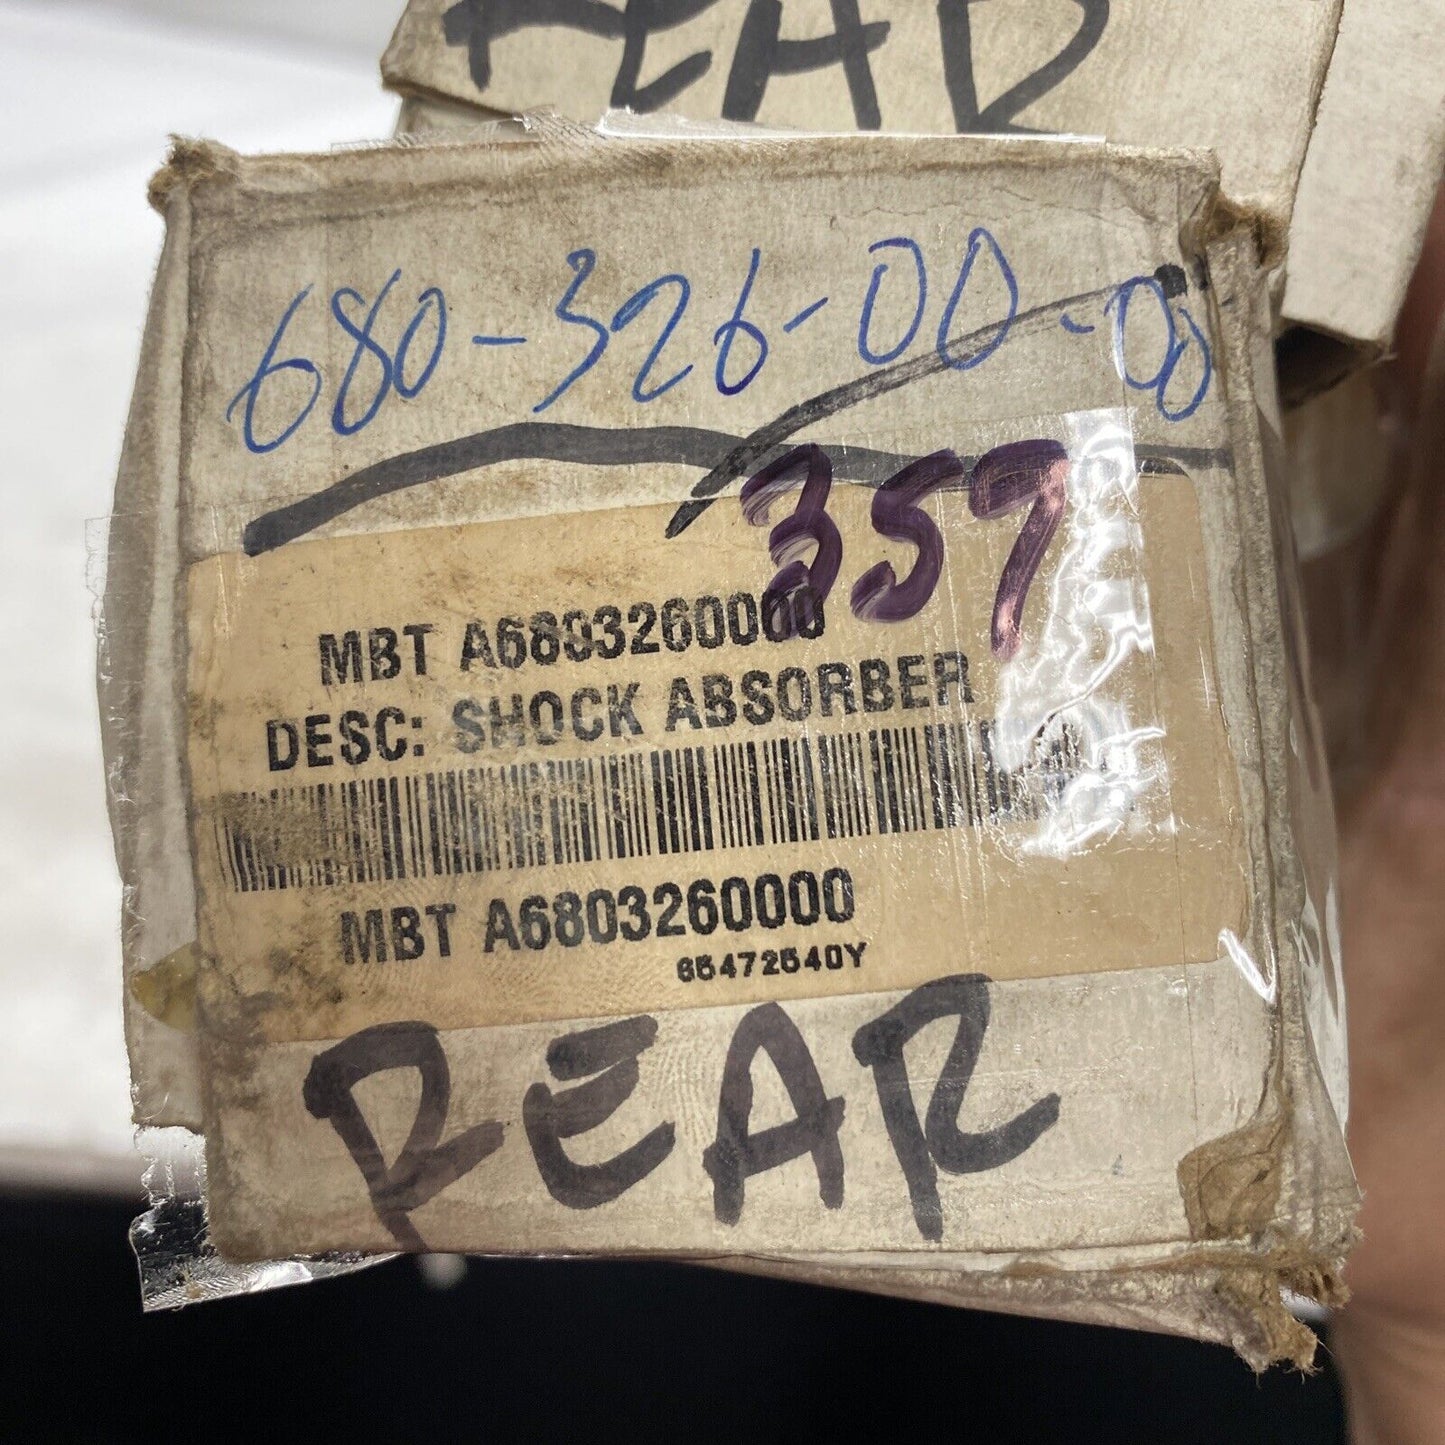 REAR
680-326-00-00
357
MBT A6803260000
DESC: SHOCK ABSORBER
MBT A6803260000
65472540Y
REAR